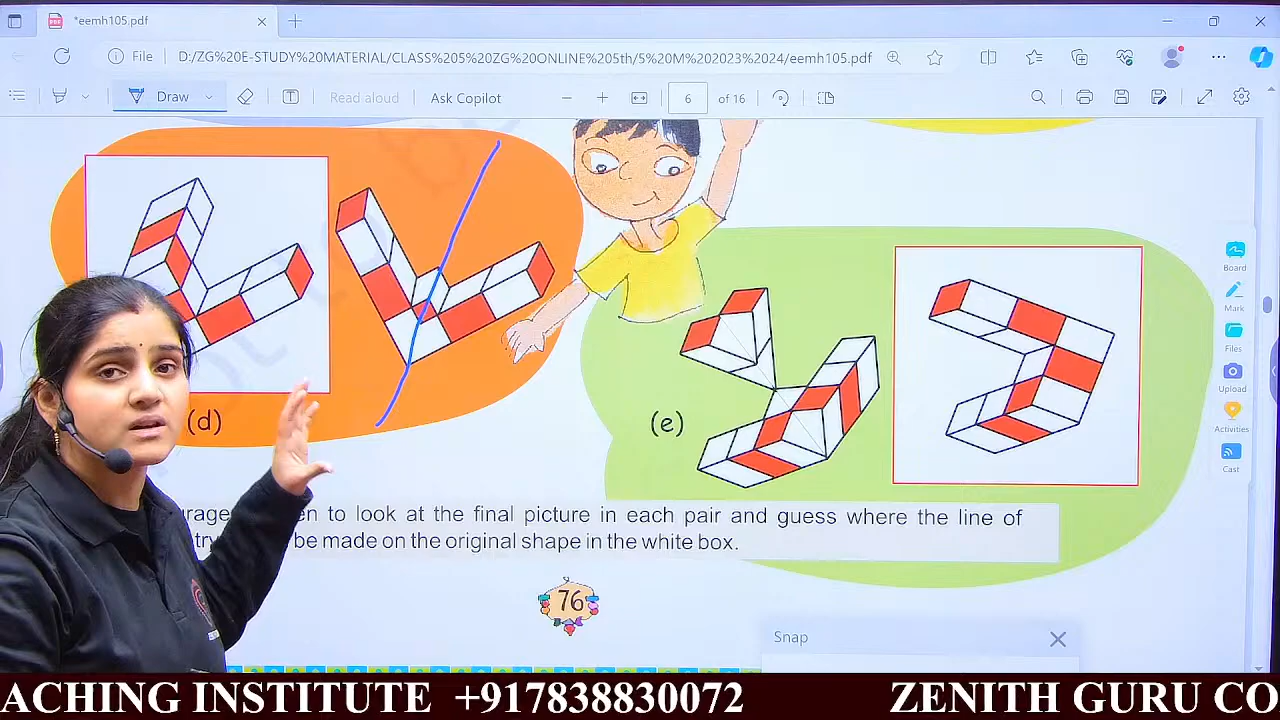 *eemh105.pdf
File
D:/ZG%20E-STUDY%20MATERIAL/CLASS%205%20ZG%20ONLINE%205th/5%20M%202023%2024/eemh105.pdf
Draw
Read aloud
Ask Copilot
6
of 16
Board
Mark
Files
Upload
Activities
Cast
(d)
(e)
to look at the final picture in each pair and guess where the line of
be made on the original shape in the white box.
76
Snap
ACHING INSTITUTE +917838830072
ZENITH GURU CO